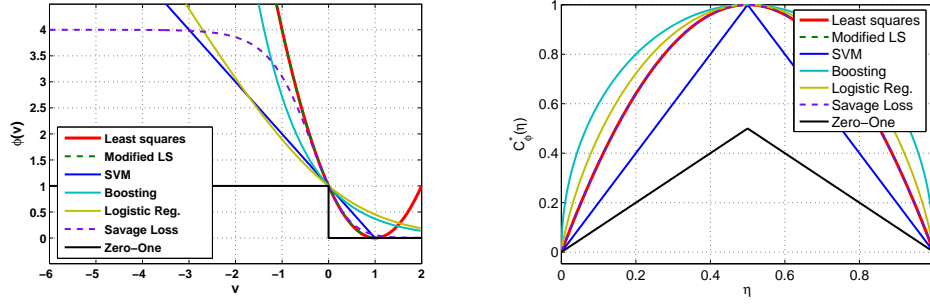 4
3.5
3
2.5
2
1.5
1
0.5
0
−6 −5 −4 −3 −2 −1 0 1 2
ϕ(v)
v
Least squares
Modified LS
SVM
Boosting
Logistic Reg.
Savage Loss
Zero−One
1
0.8
0.6
0.4
0.2
0
0 0.2 0.4 0.6 0.8 1
C*ϕ(η)
η
Least squares
Modified LS
SVM
Boosting
Logistic Reg.
Savage Loss
Zero−One